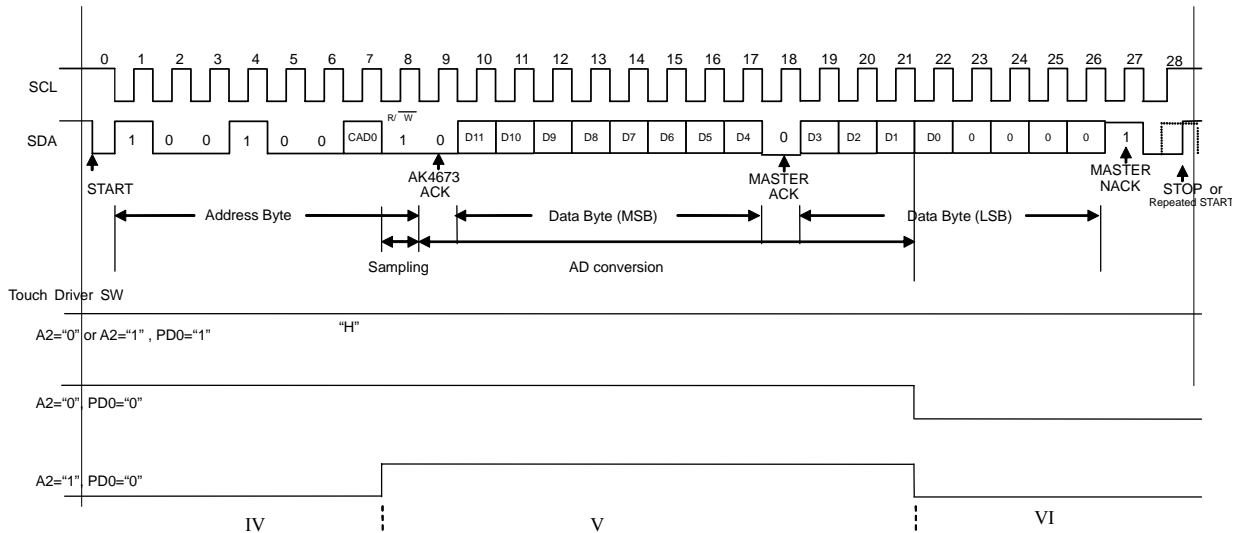 0 1 2 3 4 5 6 7 8 9 10 11 12 13 14 15 16 17 18 19 20 21 22 23 24 25 26 27 28
SCL
R/ W
SDA 1 0 0 1 0 0 CAD0 1 0 D11 D10 D9 D8 D7 D6 D5 D4 0 D3 D2 D1 D0 0 0 0 0 1
START AK4673 ACK MASTER ACK MASTER NACK STOP or Repeated START
Address Byte Data Byte (MSB) Data Byte (LSB)
Sampling AD conversion
Touch Driver SW
A2=“0” or A2=“1” , PD0=“1” “H”
A2=“0”, PD0=“0”
A2=“1”, PD0=“0”
IV V VI